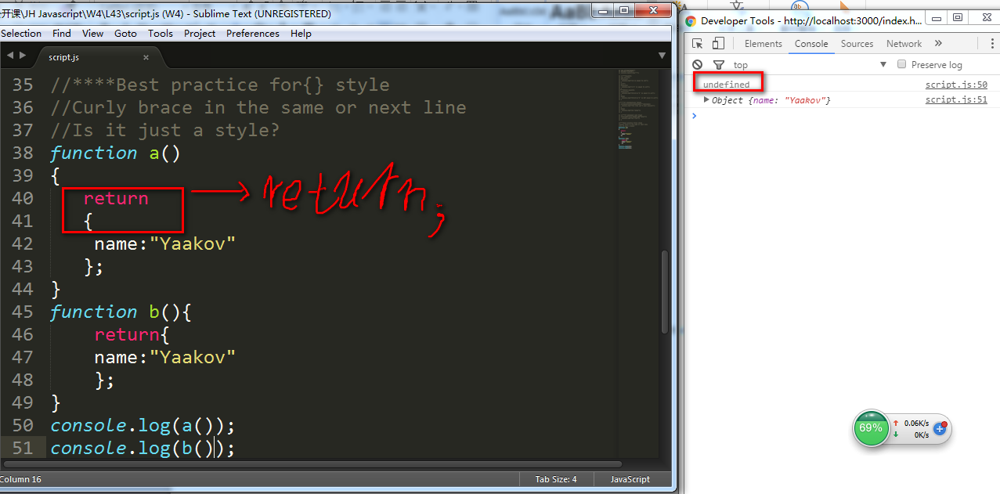 开课\JH Javascript\W4\L43\script.js (W4) - Sublime Text (UNREGISTERED)
Selection Find View Goto Tools Project Preferences Help
script.js ×
35 //****Best practice for{} style
36 //Curly brace in the same or next line
37 //Is it just a style?
38 function a()
39 {
40 return
41 {
42 name:"Yaakov"
43 };
44 }
45 function b(){
46 return{
47 name:"Yaakov"
48 };
49 }
50 console.log(a());
51 console.log(b());
return;
Column 16 Tab Size: 4 JavaScript
Developer Tools - http://localhost:3000/index.h...
Elements Console Sources Network »
top Preserve log
undefined script.js:50
Object {name: "Yaakov"} script.js:51
69% 0.06K/s
0K/s